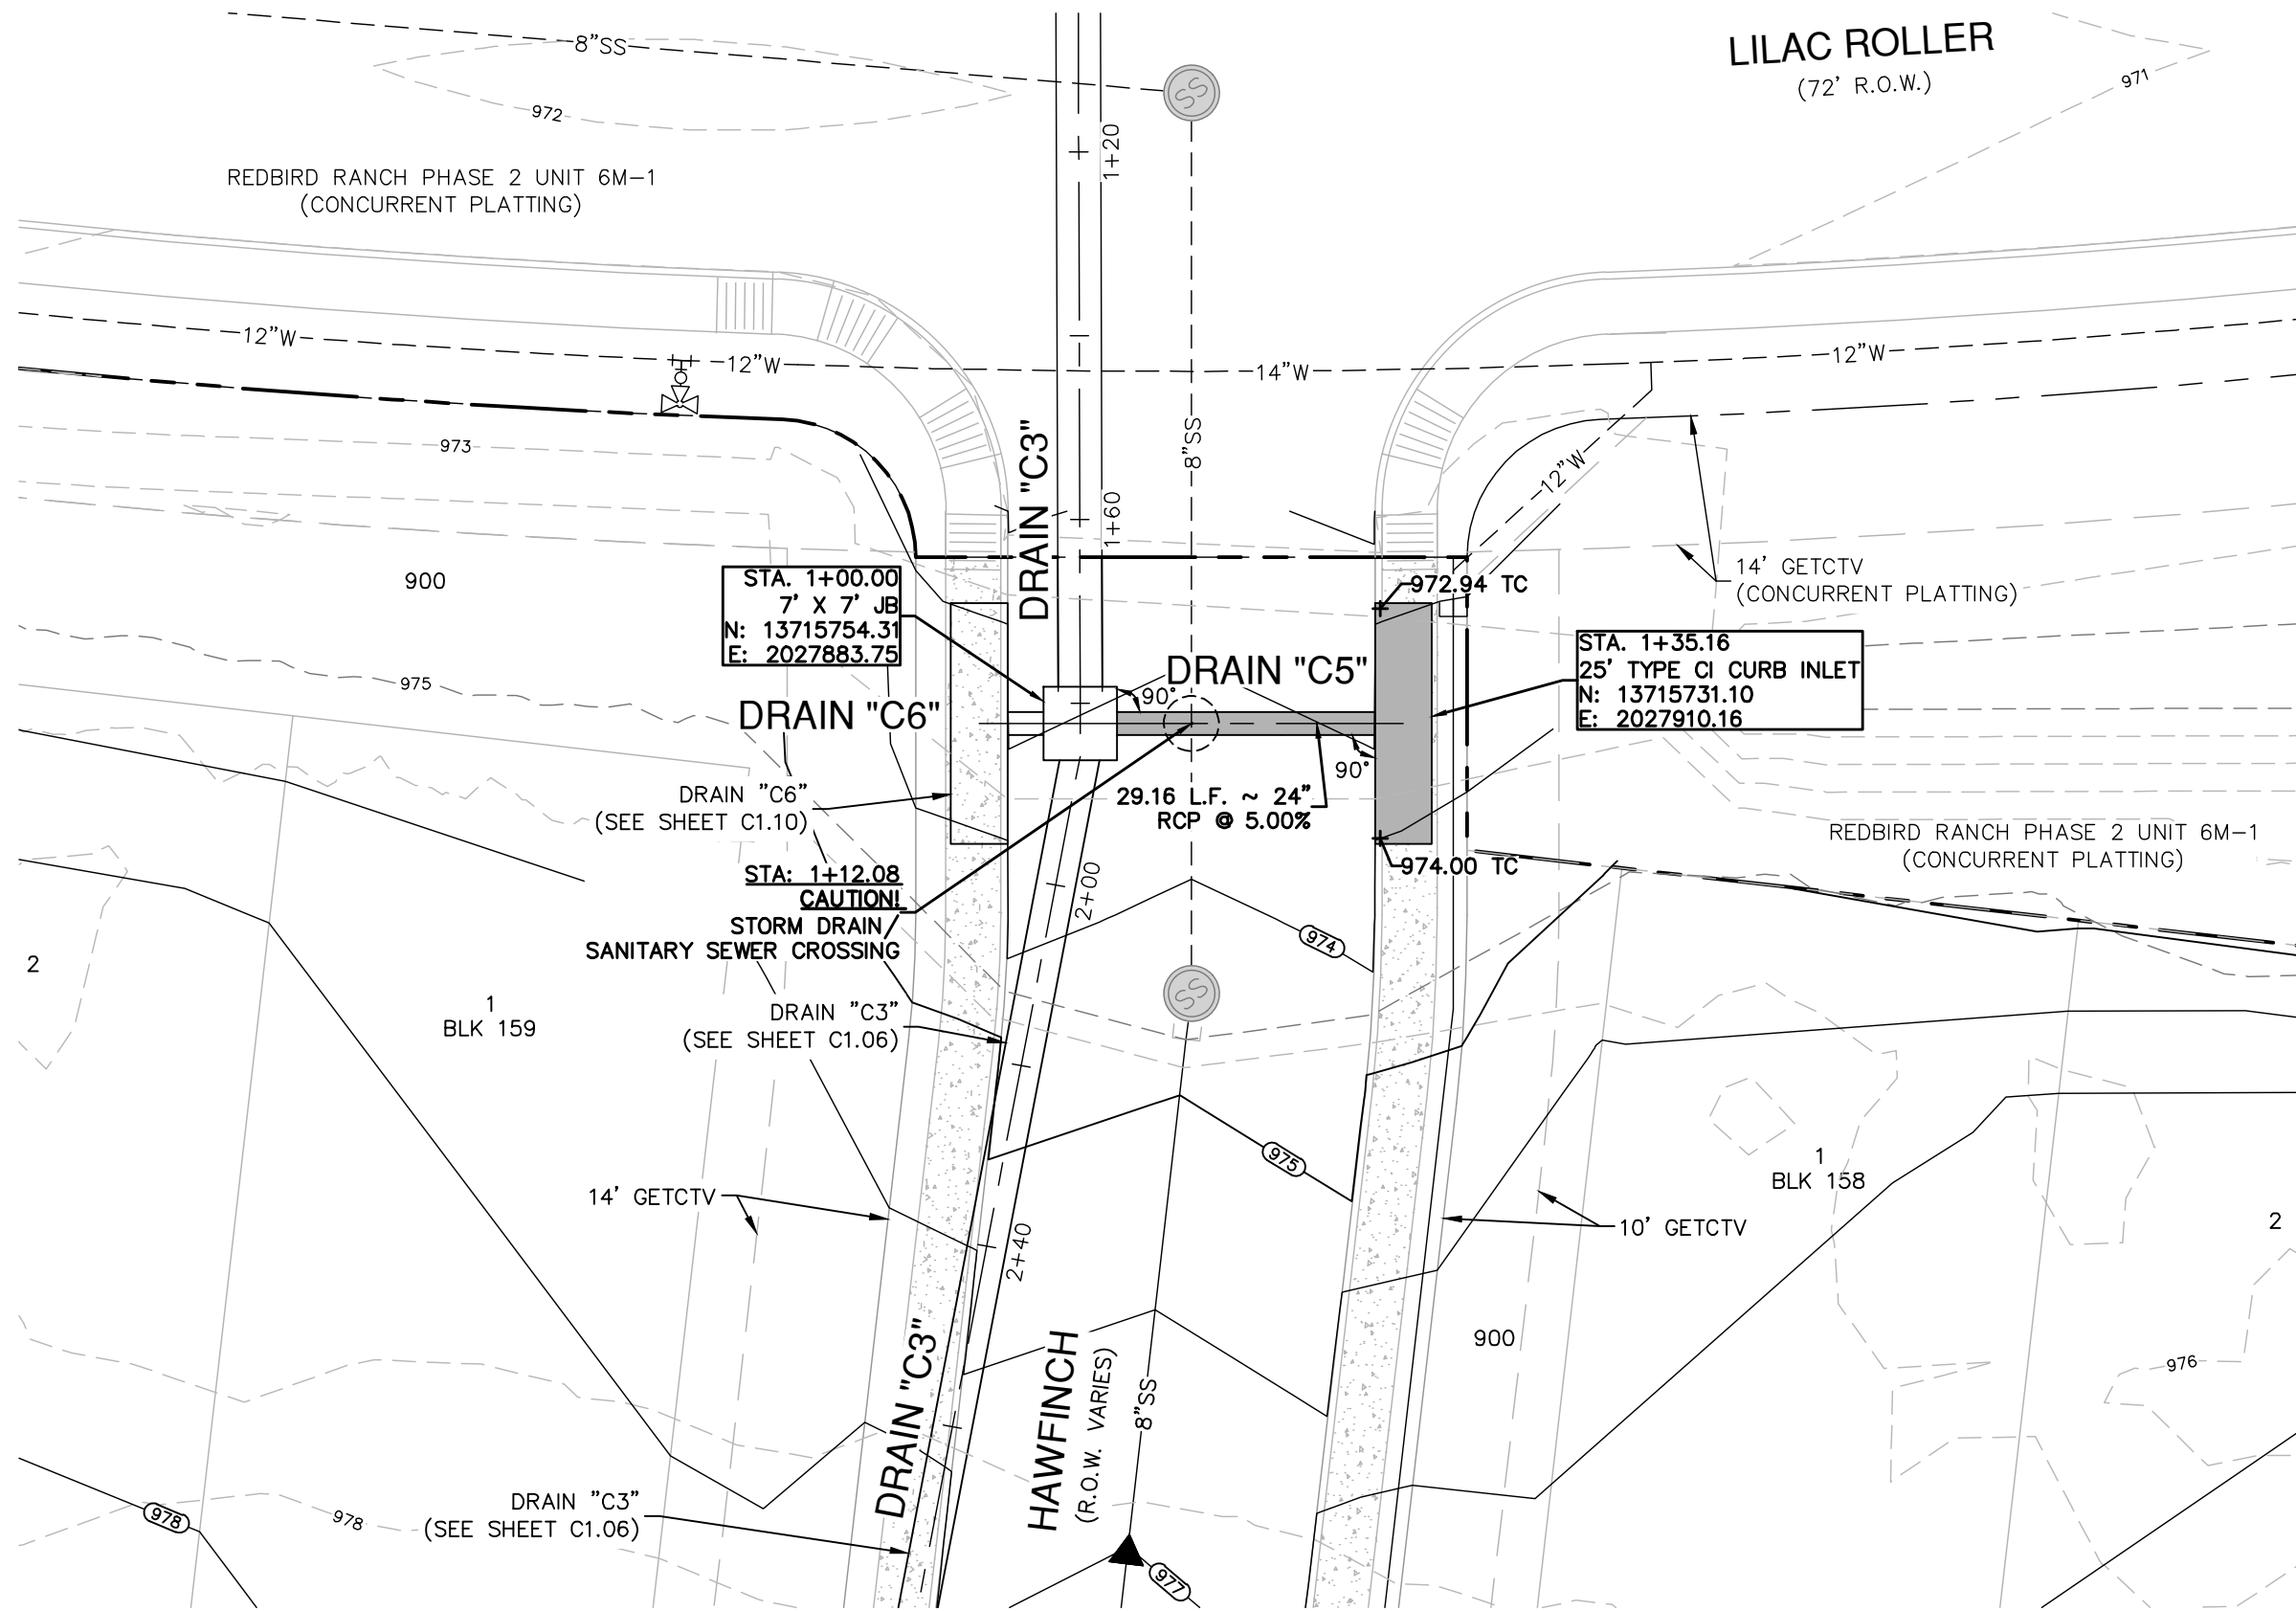 8"SS
LILAC ROLLER
(72' R.O.W.)
971
972
1+20
REDBIRD RANCH PHASE 2 UNIT 6M-1
(CONCURRENT PLATTING)
12"W
12"W
14"W
12"W
973
DRAIN "C3"
8"SS
12"W
1+60
900
STA. 1+00.00
7' X 7' JB
N: 13715754.31
E: 2027883.75
972.94 TC
14' GETCTV
(CONCURRENT PLATTING)
STA. 1+35.16
25' TYPE CI CURB INLET
N: 13715731.10
E: 2027910.16
975
DRAIN "C6"
90°
DRAIN "C5"
90°
DRAIN "C6"
(SEE SHEET C1.10)
29.16 L.F. ~ 24"
RCP @ 5.00%
974.00 TC
REDBIRD RANCH PHASE 2 UNIT 6M-1
(CONCURRENT PLATTING)
STA: 1+12.08
CAUTION!
STORM DRAIN
SANITARY SEWER CROSSING
2+00
974
2
1
BLK 159
DRAIN "C3"
(SEE SHEET C1.06)
SS
SS
975
1
BLK 158
14' GETCTV
2+40
10' GETCTV
2
900
976
DRAIN "C3"
HAWFINCH
(R.O.W. VARIES)
8"SS
978
978
DRAIN "C3"
(SEE SHEET C1.06)
977